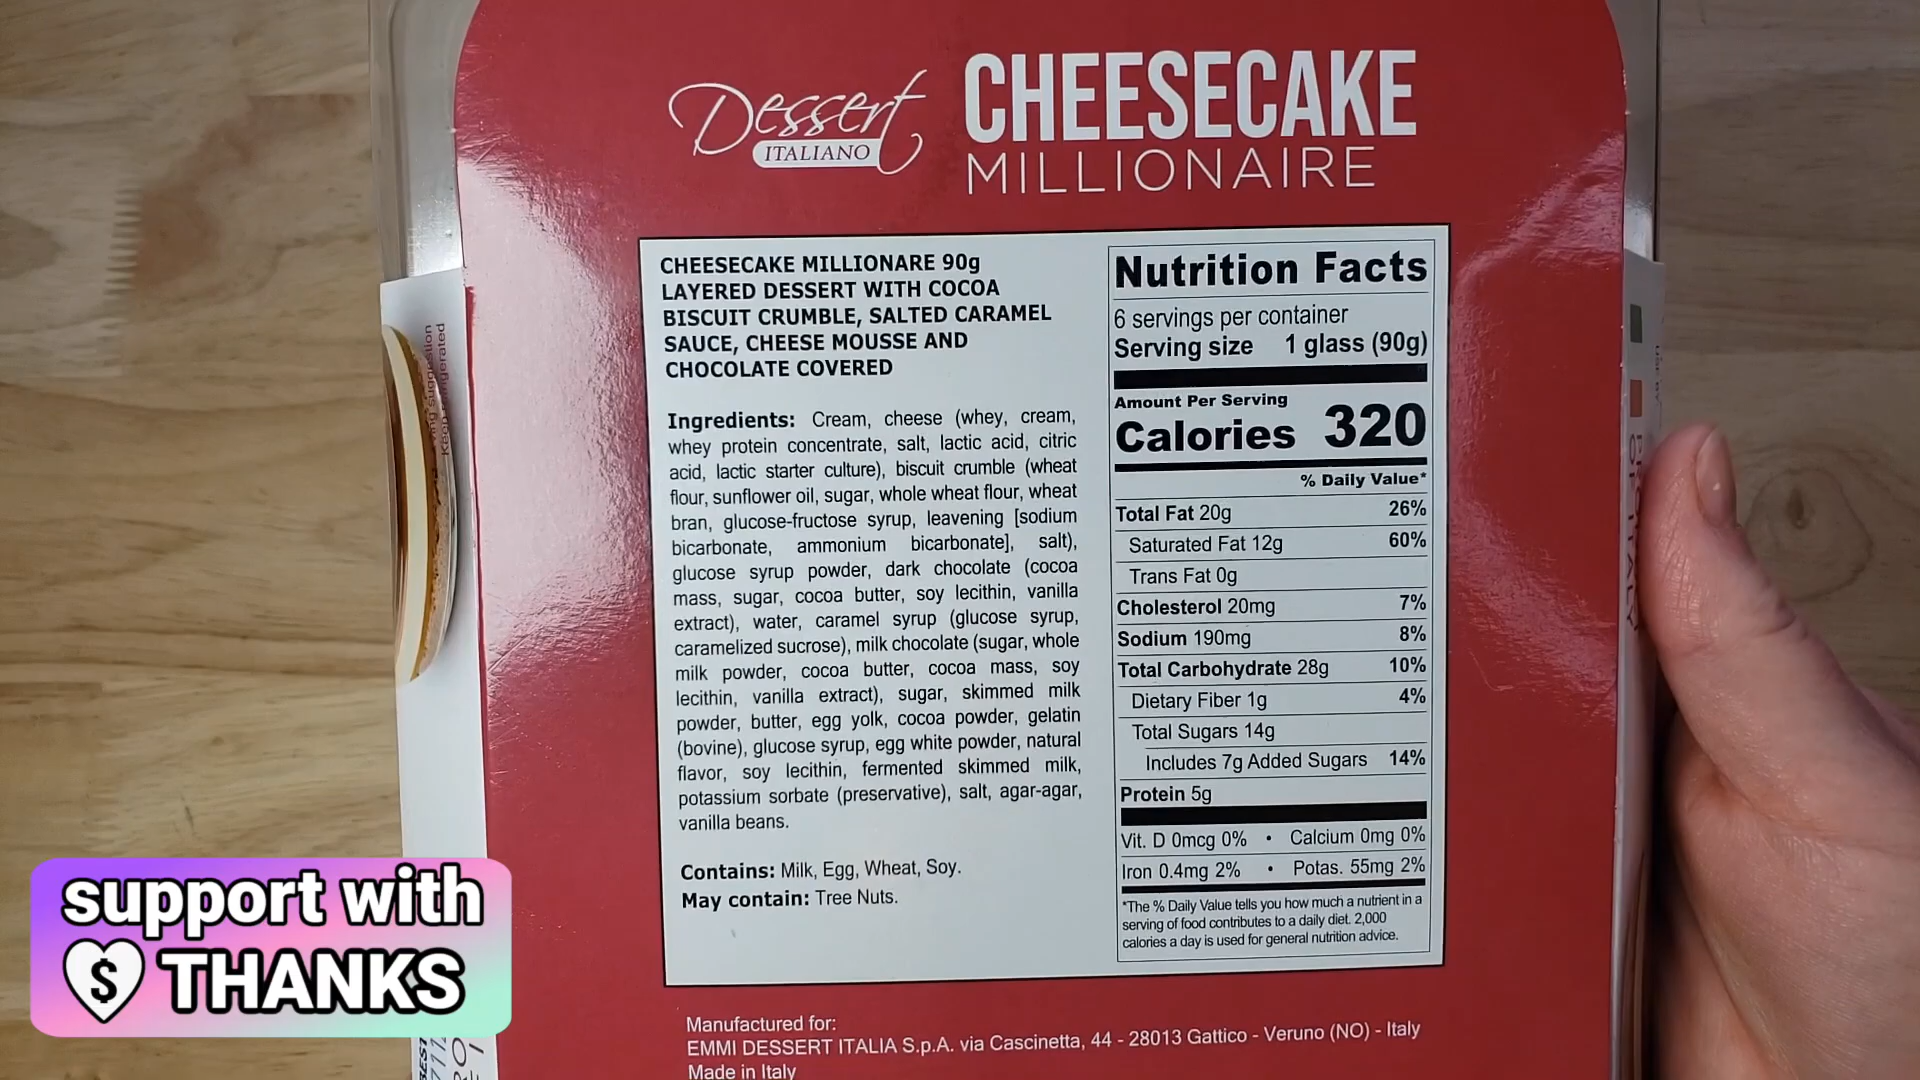 Dessert
ITALIANO
CHEESECAKE
MILLIONAIRE
CHEESECAKE MILLIONARE 90g
LAYERED DESSERT WITH COCOA
BISCUIT CRUMBLE, SALTED CARAMEL
SAUCE, CHEESE MOUSSE AND
CHOCOLATE COVERED
Ingredients: Cream, cheese (whey, cream,
whey protein concentrate, salt, lactic acid, citric
acid, lactic starter culture), biscuit crumble (wheat
flour, sunflower oil, sugar, whole wheat flour, wheat
bran, glucose-fructose syrup, leavening [sodium
bicarbonate, ammonium bicarbonate], salt),
glucose syrup powder, dark chocolate (cocoa
mass, sugar, cocoa butter, soy lecithin, vanilla
extract), water, caramel syrup (glucose syrup,
caramelized sucrose), milk chocolate (sugar, whole
milk powder, cocoa butter, cocoa mass, soy
lecithin, vanilla extract), sugar, skimmed milk
powder, butter, egg yolk, cocoa powder, gelatin
(bovine), glucose syrup, egg white powder, natural
flavor, soy lecithin, fermented skimmed milk,
potassium sorbate (preservative), salt, agar-agar,
vanilla beans.
Contains: Milk, Egg, Wheat, Soy.
May contain: Tree Nuts.
Nutrition Facts
6 servings per container
Serving size 1 glass (90g)
Amount Per Serving
Calories 320
% Daily Value*
Total Fat 20g 26%
Saturated Fat 12g 60%
Trans Fat 0g
Cholesterol 20mg 7%
Sodium 190mg 8%
Total Carbohydrate 28g 10%
Dietary Fiber 1g 4%
Total Sugars 14g
Includes 7g Added Sugars 14%
Protein 5g
Vit. D 0mcg 0% • Calcium 0mg 0%
Iron 0.4mg 2% • Potas. 55mg 2%
*The % Daily Value tells you how much a nutrient in a
serving of food contributes to a daily diet. 2,000
calories a day is used for general nutrition advice.
Manufactured for:
EMMI DESSERT ITALIA S.p.A. via Cascinetta, 44 - 28013 Gattico - Veruno (NO) - Italy
Made in Italy
suggestion
Keep refrigerated
support with
$ THANKS